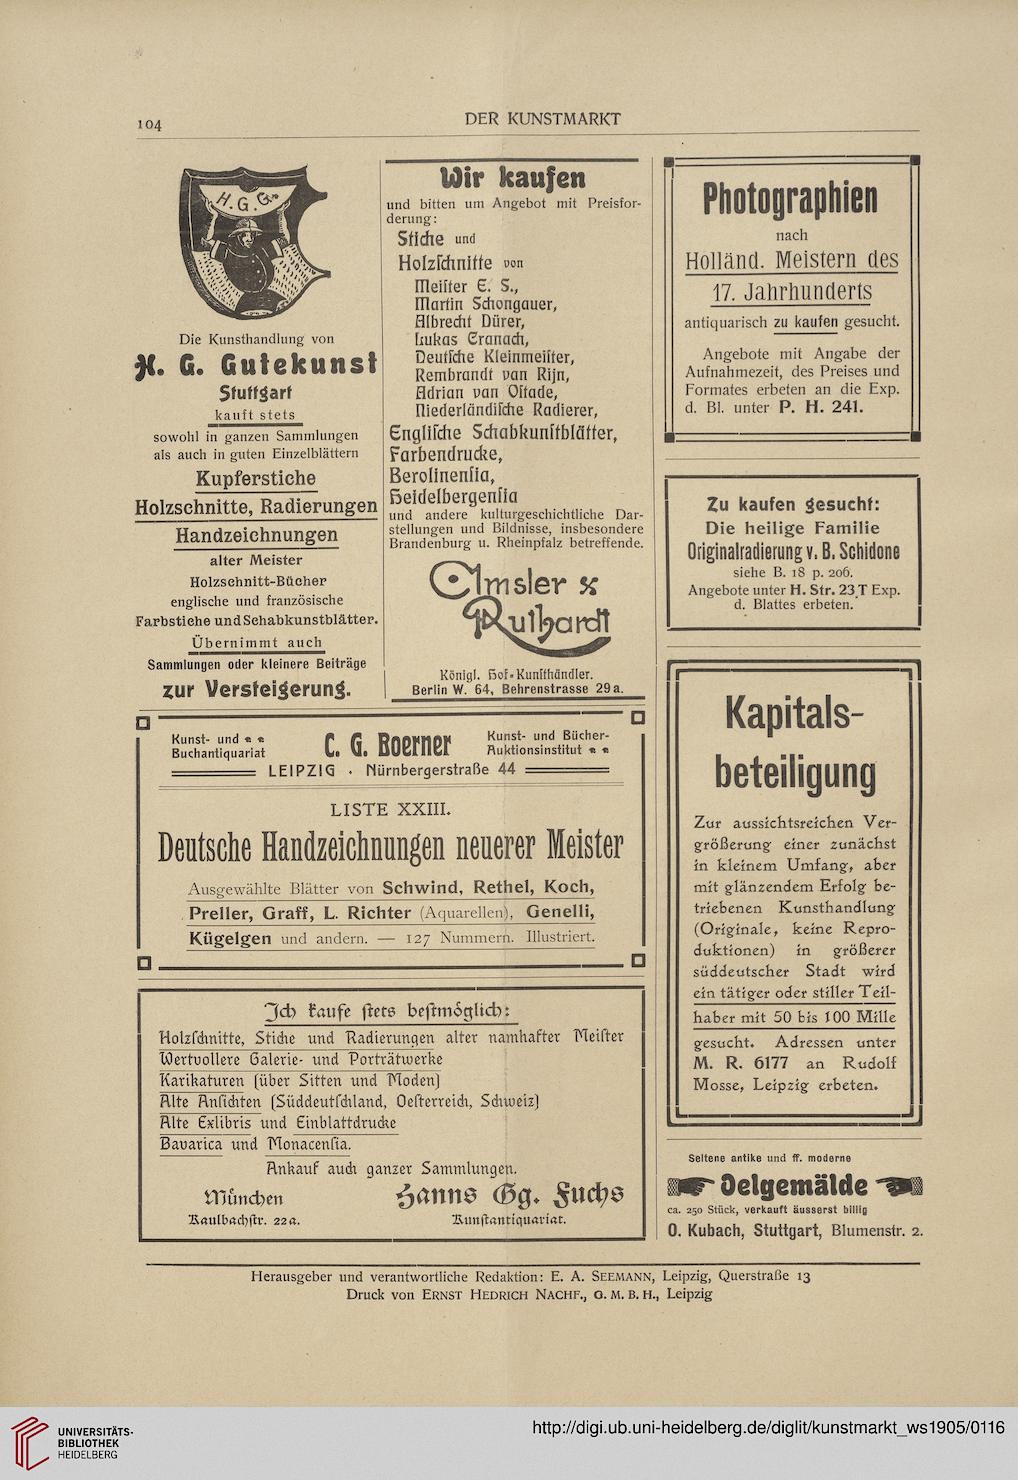 104
DER KUNSTMARKT
H. G. G.
Die Kunsthandlung von
H. G. Gutekunst
Stuttgart
kauft stets
sowohl in ganzen Sammlungen
als auch in guten Einzelblättern
Kupferstiche
Holzschnitte, Radierungen
Handzeichnungen
alter Meister
Holzschnitt-Bücher
englische und französische
Farbstiche und Schabkunstblätter.
Übernimmt auch
Sammlungen oder kleinere Beiträge
zur Versteigerung.
Wir kaufen
und bitten um Angebot mit Preisfor-
derung:
Stiche und
Holzſchnitte von
Meiſter E. S.,
Martin Schongauer,
Albrecht Dürer,
Lukas Cranach,
Deutſche Kleinmeiſter,
Rembrandt van Rijn,
Adrian van Oſtade,
Niederländiſche Radierer,
Engliſche Schabkunſtblätter,
Farbendrucke,
Berolinenſia,
Heidelbergenſia
und andere kulturgeschichtliche Dar-
stellungen und Bildnisse, insbesondere
Brandenburg u. Rheinpfalz betreffende.
Amsler &
Ruthardt
Königl. Hof-Kunſthändler.
Berlin W. 64, Behrenstrasse 29a.
Photographien
nach
Holländ. Meistern des
17. Jahrhunderts
antiquarisch zu kaufen gesucht.
Angebote mit Angabe der
Aufnahmezeit, des Preises und
Formates erbeten an die Exp.
d. Bl. unter P. H. 241.
Zu kaufen gesucht:
Die heilige Familie
Originalradierung v. B. Schidone
siehe B. 18 p. 206.
Angebote unter H. Str. 23 T Exp.
d. Blattes erbeten.
Kunst- und
Buchantiquariat
C. G. Boerner
Kunst- und Bücher-
Auktionsinstitut
LEIPZIG · Nürnbergerstraße 44
LISTE XXIII.
Deutsche Handzeichnungen neuerer Meister
Ausgewählte Blätter von Schwind, Rethel, Koch,
Preller, Graff, L. Richter (Aquarellen), Genelli,
Kügelgen und andern. — 127 Nummern. Illustriert.
Ich kaufe ſtets beſtmöglich:
Holzſchnitte, Stiche und Radierungen alter namhafter Meiſter
Wertvollere Galerie- und Porträtwerke
Karikaturen (über Sitten und Moden)
Alte Anſichten (Süddeutſchland, Oeſterreich, Schweiz)
Alte Exlibris und Einblattdrucke
Bavarica und Monacenſia.
Ankauf auch ganzer Sammlungen.
München
Kaulbachſtr. 22a.
Hanns Gg. Fuchs
Kunſtantiquariat.
Kapitals-
beteiligung
Zur aussichtsreichen Ver-
größerung einer zunächst
in kleinem Umfang, aber
mit glänzendem Erfolg be-
triebenen Kunsthandlung
(Originale, keine Repro-
duktionen) in größerer
süddeutscher Stadt wird
ein tätiger oder stiller Teil-
haber mit 50 bis 100 Mille
gesucht. Adressen unter
M. R. 6177 an Rudolf
Mosse, Leipzig erbeten.
Seltene antike und ff. moderne
Oelgemälde
ca. 250 Stück, verkauft äusserst billig
O. Kubach, Stuttgart, Blumenstr. 2.
Herausgeber und verantwortliche Redaktion: E. A. SEEMANN, Leipzig, Querstraße 13
Druck von ERNST HEDRICH NACHF., G. M. B. H., Leipzig
UNIVERSITÄTS-
BIBLIOTHEK
HEIDELBERG
http://digi.ub.uni-heidelberg.de/diglit/kunstmarkt_ws1905/0116